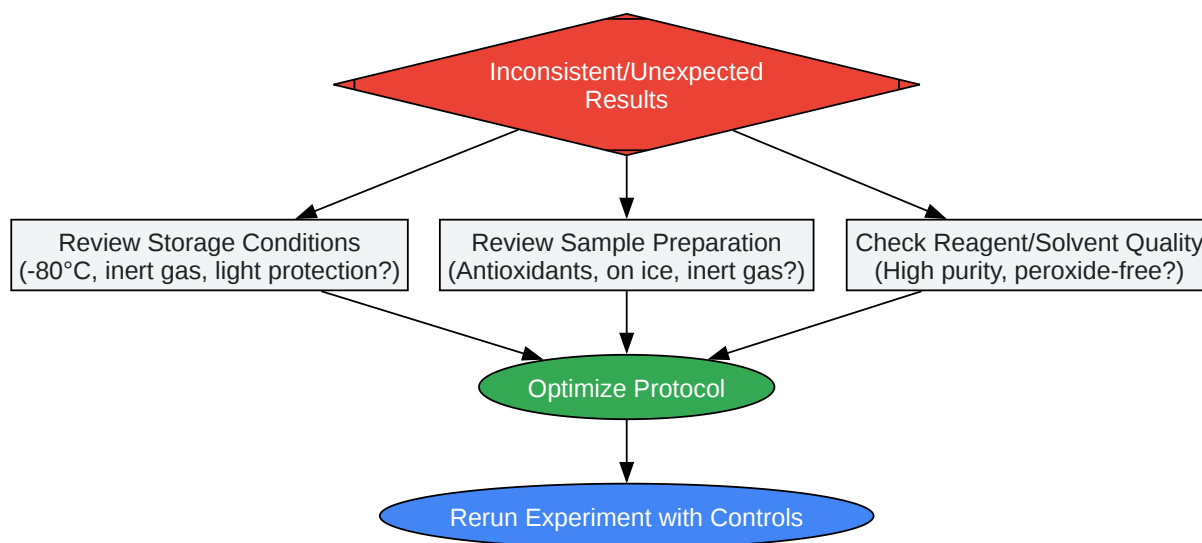 Inconsistent/Unexpected
Results
Review Storage Conditions
(-80°C, inert gas, light protection?)
Review Sample Preparation
(Antioxidants, on ice, inert gas?)
Check Reagent/Solvent Quality
(High purity, peroxide-free?)
Optimize Protocol
Rerun Experiment with Controls